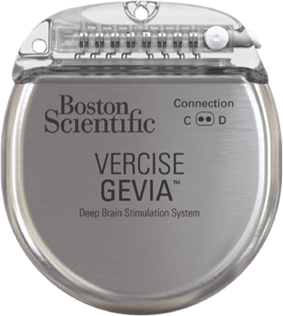 Boston
Scientific
Connection
C D
VERCISE
GEVIA™
Deep Brain Stimulation System